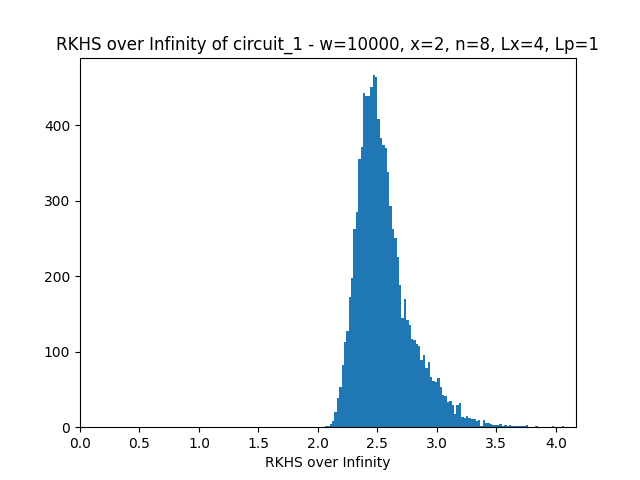 RKHS over Infinity of circuit_1 - w=10000, x=2, n=8, Lx=4, Lp=1
400
300
200
100
0
0.0 0.5 1.0 1.5 2.0 2.5 3.0 3.5 4.0
RKHS over Infinity